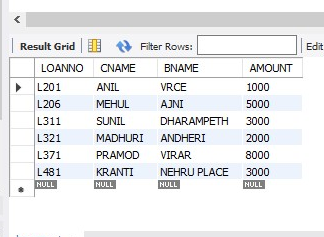 Result Grid Filter Rows: Edit
LOANNO CNAME BNAME AMOUNT
L201 ANIL VRCE 1000
L206 MEHUL AJNI 5000
L311 SUNIL DHARAMPETH 3000
L321 MADHURI ANDHERI 2000
L371 PRAMOD VIRAR 8000
L481 KRANTI NEHRU PLACE 3000
NULL NULL NULL NULL